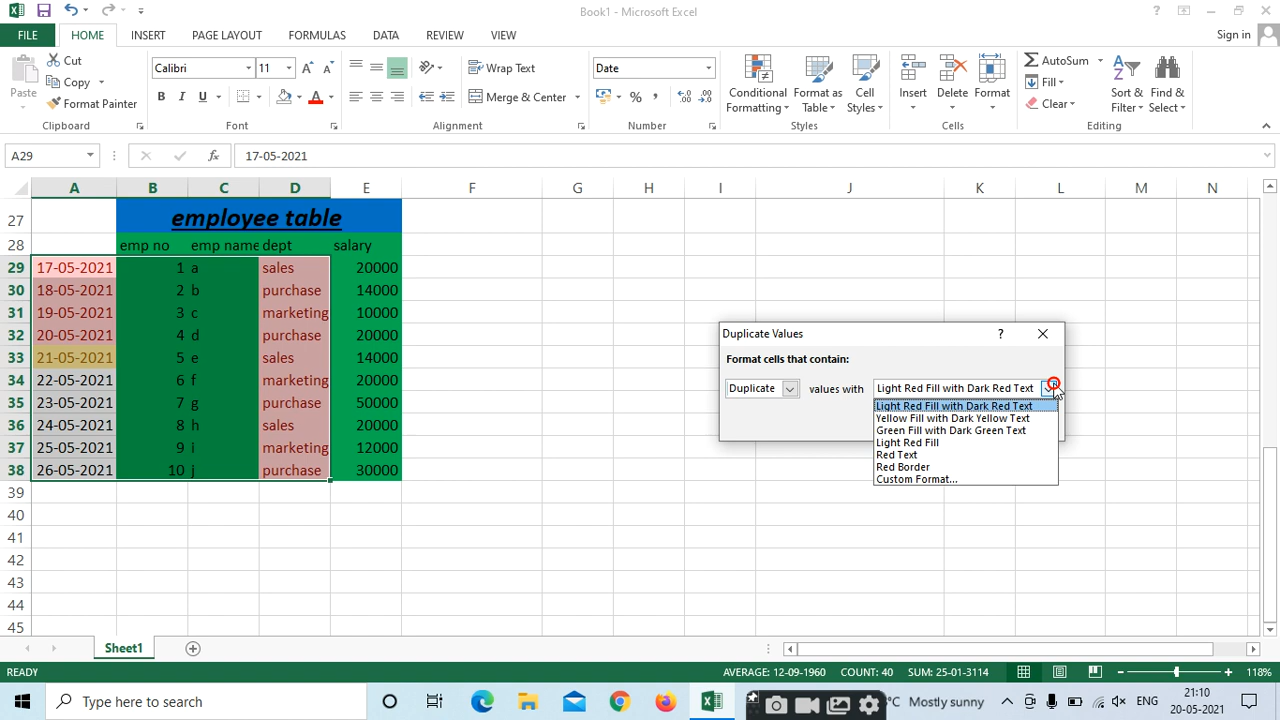 Book1 - Microsoft Excel
?
FILE HOME INSERT PAGE LAYOUT FORMULAS DATA REVIEW VIEW Sign in
Paste
Cut
Copy
Format Painter
Clipboard
Calibri 11
B I U A
Font
Wrap Text
Merge & Center
Alignment
Date
%
Number
Conditional Formatting
Format as Table
Cell Styles
Styles
Insert Delete Format
Cells
AutoSum
Fill
Clear
Sort & Filter
Find & Select
Editing
A29 fx 17-05-2021
A B C D E F G H I J K L M N
27 employee table
28 emp no emp name dept salary
29 17-05-2021 1 a sales 20000
30 18-05-2021 2 b purchase 14000
31 19-05-2021 3 c marketing 10000
32 20-05-2021 4 d purchase 20000
33 21-05-2021 5 e sales 14000
34 22-05-2021 6 f marketing 20000
35 23-05-2021 7 g purchase 50000
36 24-05-2021 8 h sales 20000
37 25-05-2021 9 i marketing 12000
38 26-05-2021 10 j purchase 30000
39
40
41
42
43
44
45
Duplicate Values ?
Format cells that contain:
Duplicate values with Light Red Fill with Dark Red Text
Light Red Fill with Dark Red Text
Yellow Fill with Dark Yellow Text
Green Fill with Dark Green Text
Light Red Fill
Red Text
Red Border
Custom Format...
Sheet1
READY AVERAGE: 12-09-1960 COUNT: 40 SUM: 25-01-3114 118%
Type here to search
°C Mostly sunny ENG 21:10
20-05-2021